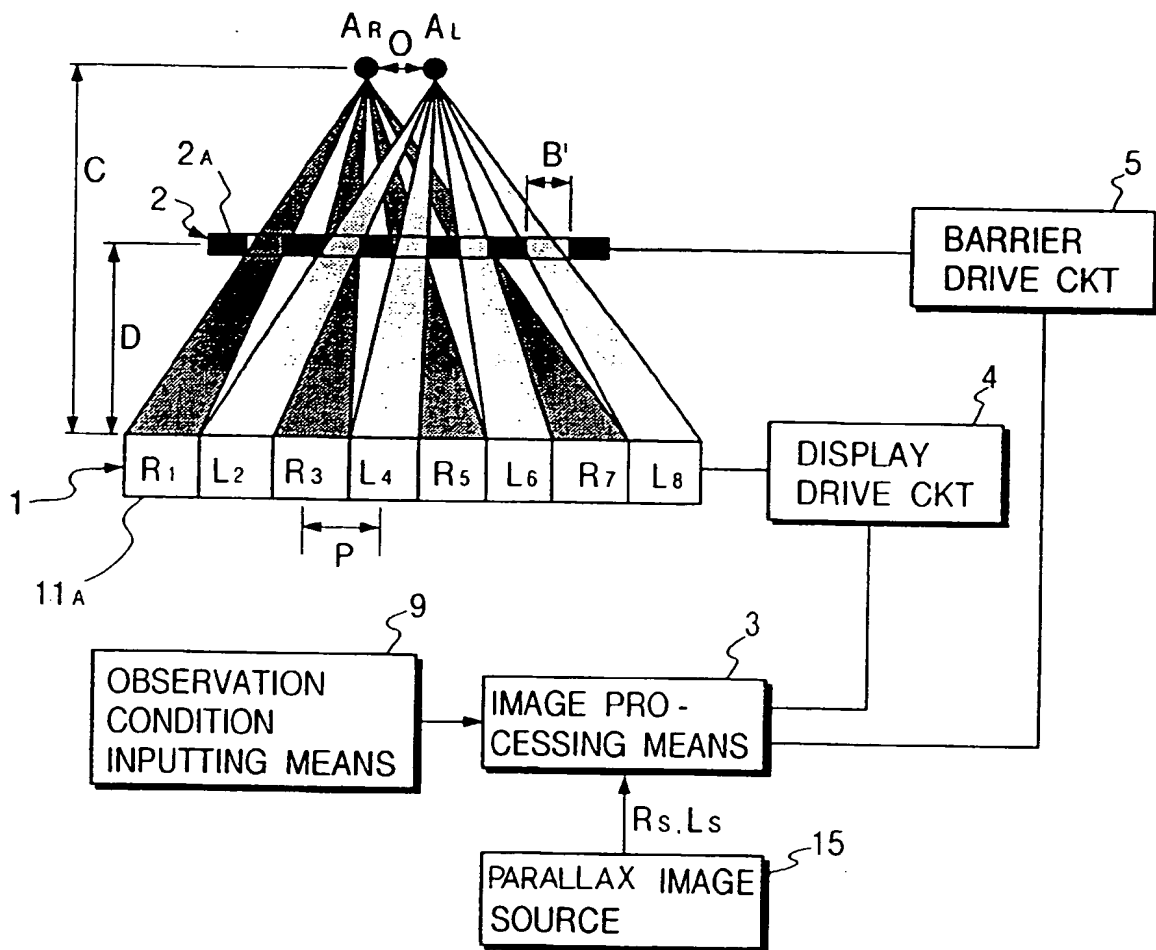 AR O AL
C
2A
2
B'
5
BARRIER
DRIVE CKT
D
4
DISPLAY
DRIVE CKT
R1 L2 R3 L4 R5 L6 R7 L8
1
P
11A
9
OBSERVATION
CONDITION
INPUTTING MEANS
3
IMAGE PRO -
CESSING MEANS
Rs, Ls
15
PARALLAX IMAGE
SOURCE